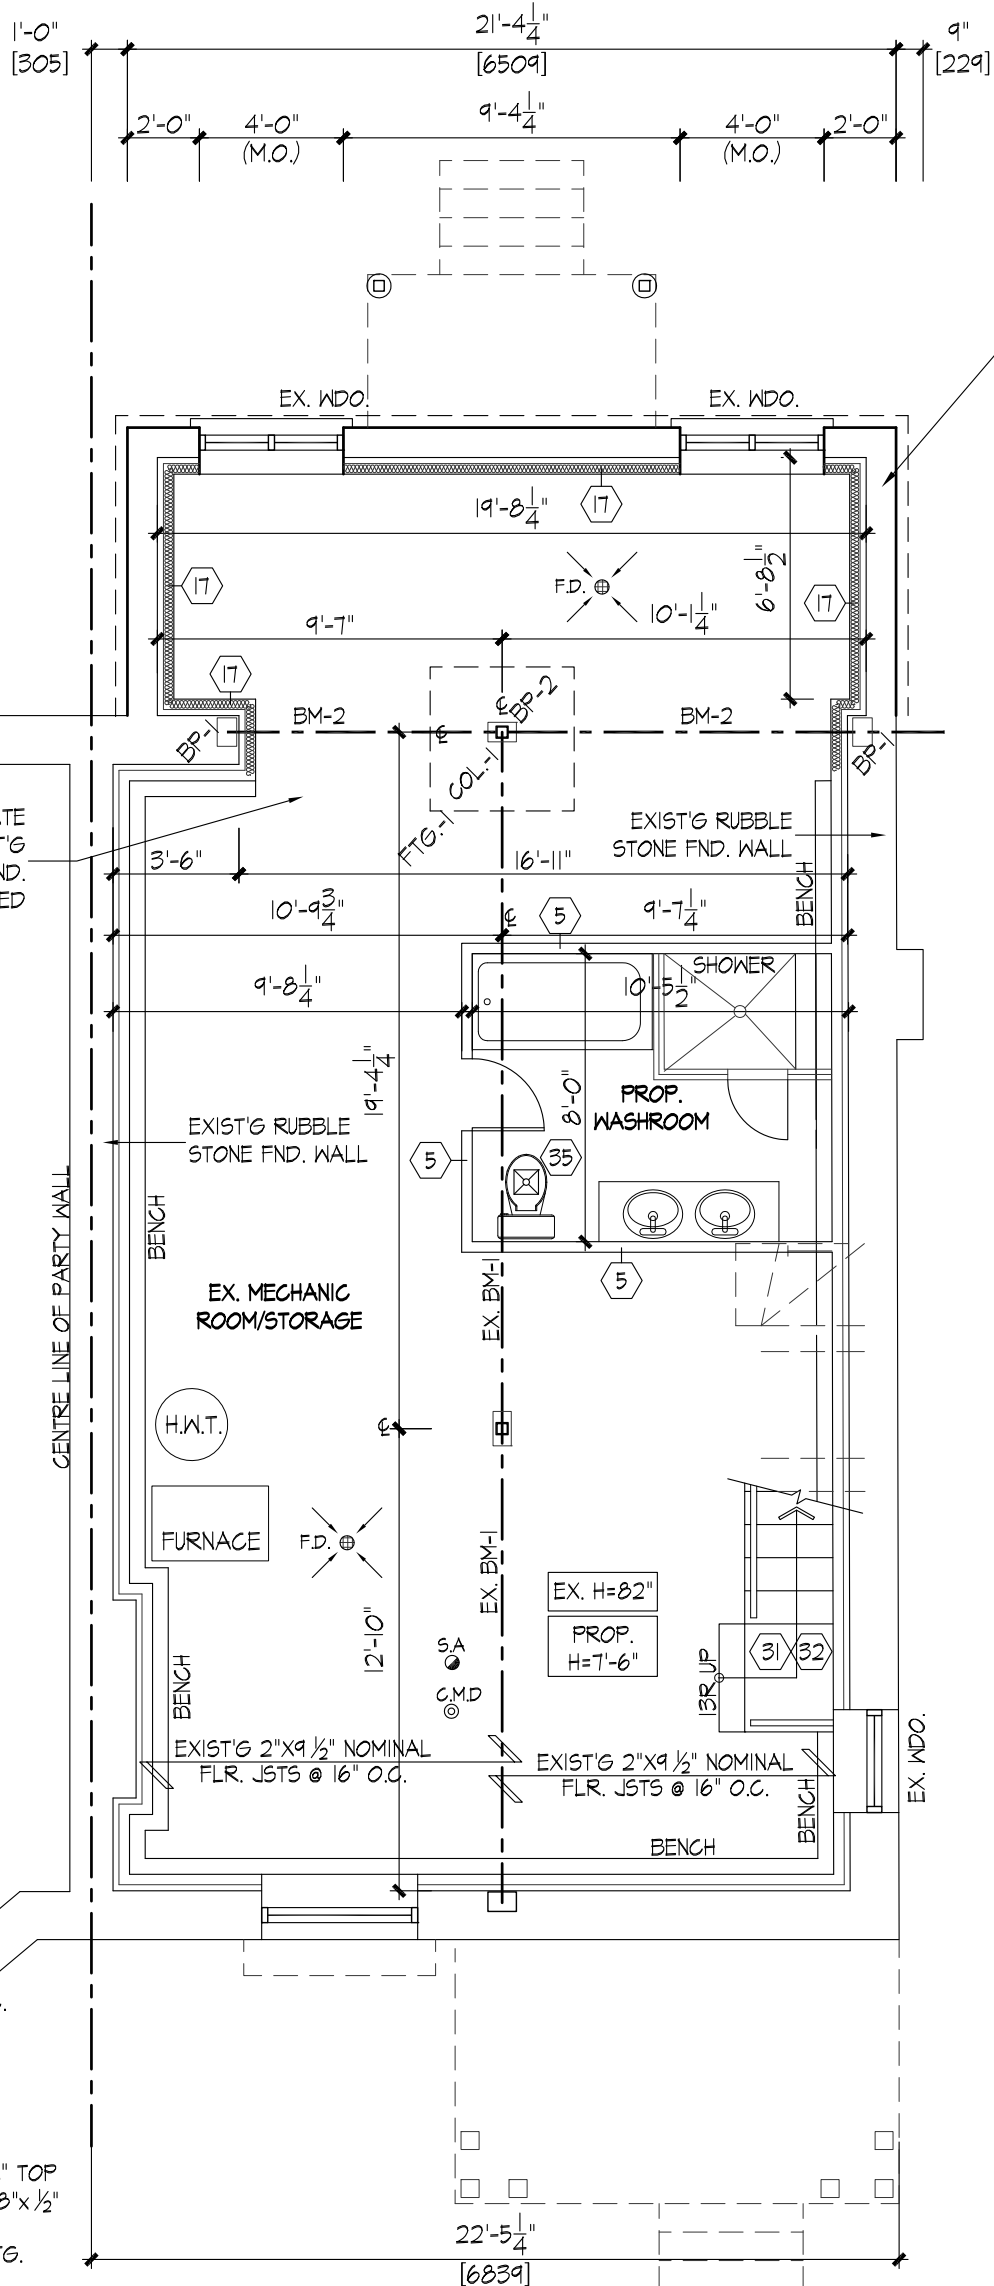 1'-0"
[305]
21'-4 1/4"
[6509]
9"
[229]
2'-0"
4'-0"
(M.O.)
9'-4 1/4"
4'-0"
(M.O.)
2'-0"
EX. WDO.
EX. WDO.
17
19'-8 1/4"
6'-8 1/2"
17
F.D.
17
9'-7"
10'-1 1/4"
17
BM-2
℄
BP-2
BM-2
BP-1
℄
COL.-1
BP-1
FTG.-1
EXIST'G RUBBLE
STONE FND. WALL
TE
T'G
ND.
ED
3'-6"
16'-11"
BENCH
10'-9 3/4"
℄
5
9'-7 1/4"
SHOWER
9'-8 1/4"
10'-5 1/2"
19'-4 1/4"
8'-0"
PROP.
WASHROOM
EXIST'G RUBBLE
STONE FND. WALL
5
35
CENTRE LINE OF PARTY WALL
BENCH
EX. BM-1
5
EX. MECHANIC
ROOM/STORAGE
H.W.T.
℄
FURNACE
F.D.
EX. BM-1
EX. H=82"
PROP.
H=7'-6"
12'-10"
S.A
C.M.D
31
32
13R UP
BENCH
EX. WDO.
EXIST'G 2"X9 1/2" NOMINAL
FLR. JSTS @ 16" O.C.
EXIST'G 2"X9 1/2" NOMINAL
FLR. JSTS @ 16" O.C.
BENCH
BENCH
" TOP
8"x 1/2"
22'-5 1/4"
G.
[6839]